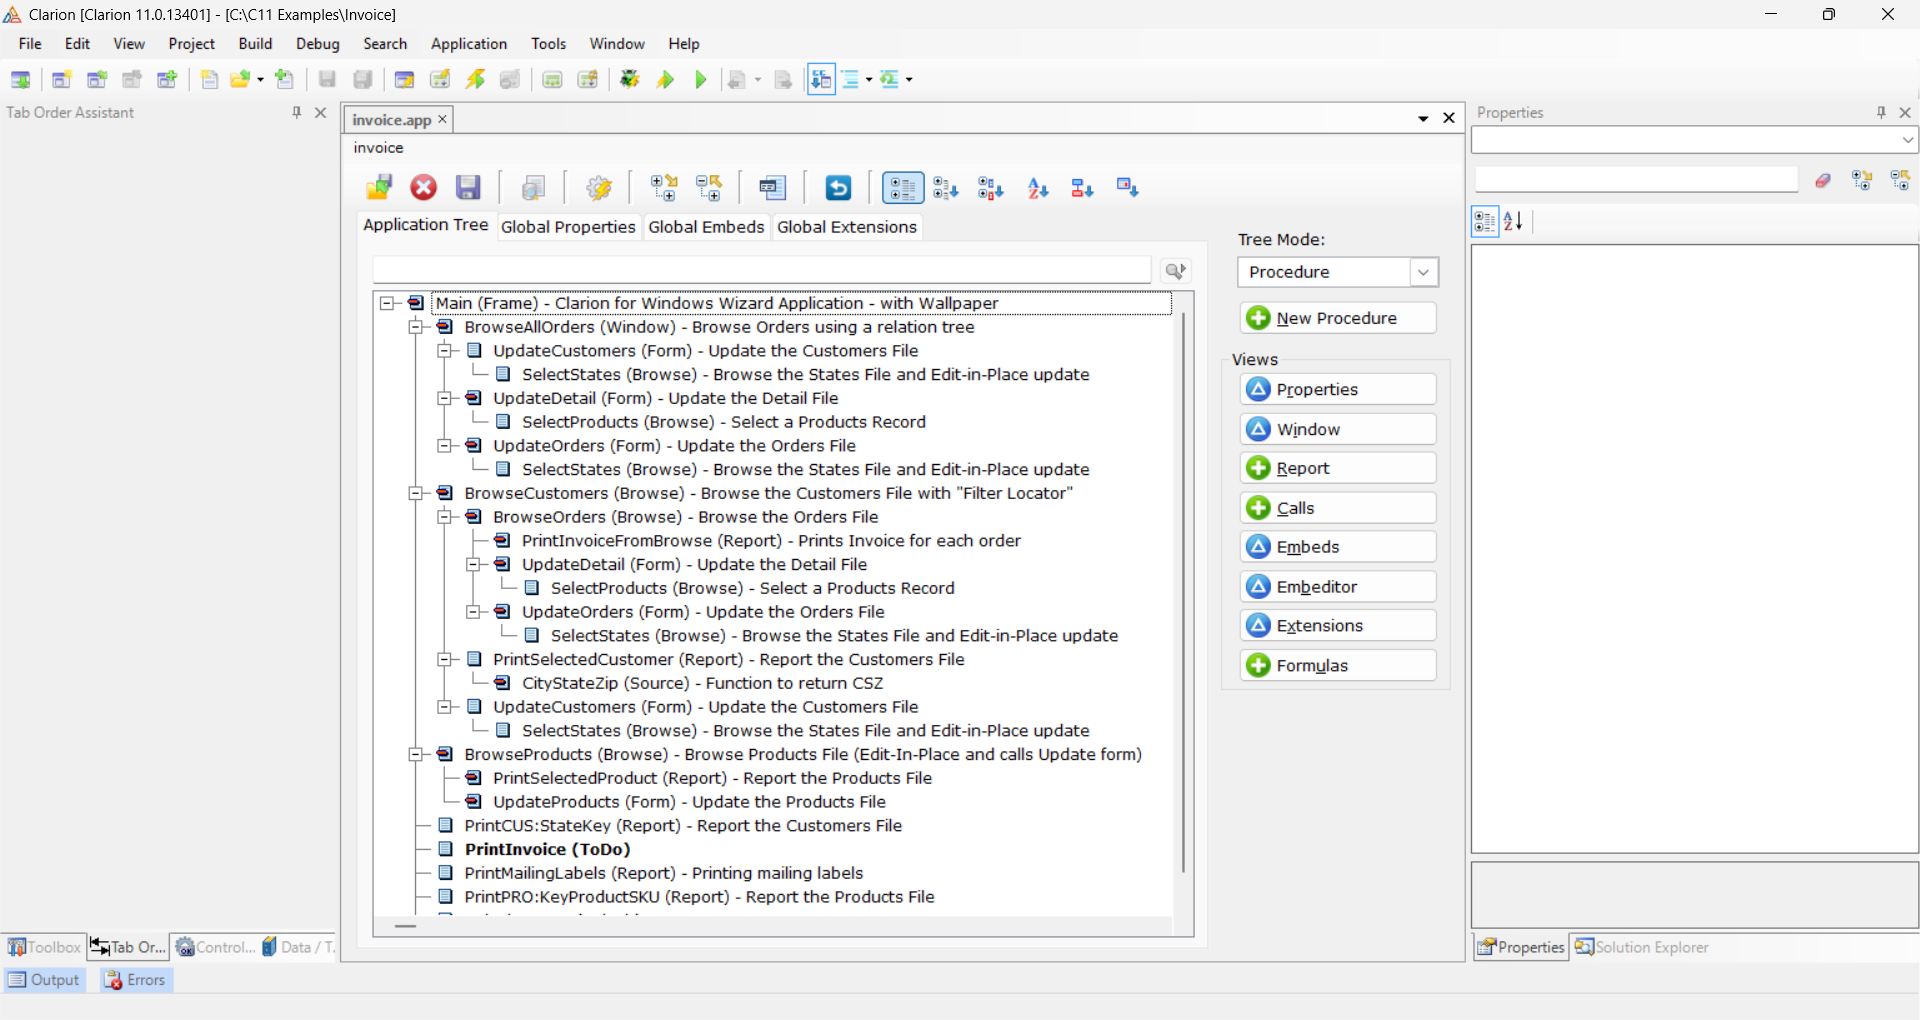 Clarion [Clarion 11.0.13401] - [C:\C11 Examples\Invoice]
File Edit View Project Build Debug Search Application Tools Window Help
Tab Order Assistant
invoice.app
Properties
invoice
Application Tree Global Properties Global Embeds Global Extensions
Tree Mode:
Procedure
Main (Frame) - Clarion for Windows Wizard Application - with Wallpaper
BrowseAllOrders (Window) - Browse Orders using a relation tree
UpdateCustomers (Form) - Update the Customers File
SelectStates (Browse) - Browse the States File and Edit-in-Place update
UpdateDetail (Form) - Update the Detail File
SelectProducts (Browse) - Select a Products Record
UpdateOrders (Form) - Update the Orders File
SelectStates (Browse) - Browse the States File and Edit-in-Place update
BrowseCustomers (Browse) - Browse the Customers File with "Filter Locator"
BrowseOrders (Browse) - Browse the Orders File
PrintInvoiceFromBrowse (Report) - Prints Invoice for each order
UpdateDetail (Form) - Update the Detail File
SelectProducts (Browse) - Select a Products Record
UpdateOrders (Form) - Update the Orders File
SelectStates (Browse) - Browse the States File and Edit-in-Place update
PrintSelectedCustomer (Report) - Report the Customers File
CityStateZip (Source) - Function to return CSZ
UpdateCustomers (Form) - Update the Customers File
SelectStates (Browse) - Browse the States File and Edit-in-Place update
BrowseProducts (Browse) - Browse Products File (Edit-In-Place and calls Update form)
PrintSelectedProduct (Report) - Report the Products File
UpdateProducts (Form) - Update the Products File
PrintCUS:StateKey (Report) - Report the Customers File
PrintInvoice (ToDo)
PrintMailingLabels (Report) - Printing mailing labels
PrintPRO:KeyProductSKU (Report) - Report the Products File
New Procedure
Views
Properties
Window
Report
Calls
Embeds
Embeditor
Extensions
Formulas
Toolbox Tab Or... Control... Data / T.
Properties Solution Explorer
Output Errors